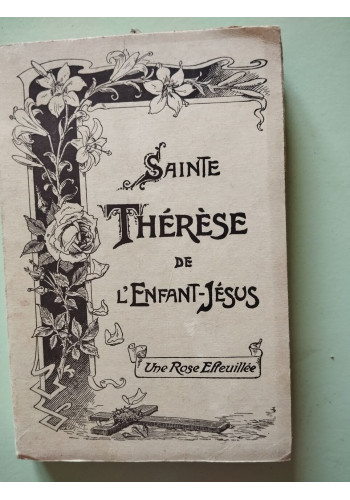 SAINTE
THÉRÈSE
DE
L'ENFANT-JÉSUS
Une Rose Effeuillée